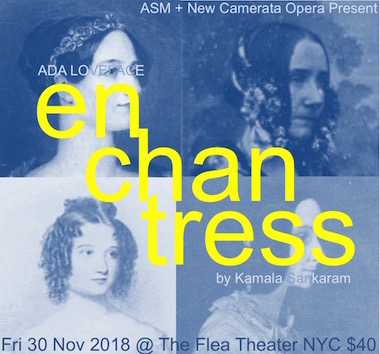 ASM + New Camerata Opera Present
ADA LOVELACE
en
chan
tress
by Kamala Sankaram
Fri 30 Nov 2018 @ The Flea Theater NYC $40